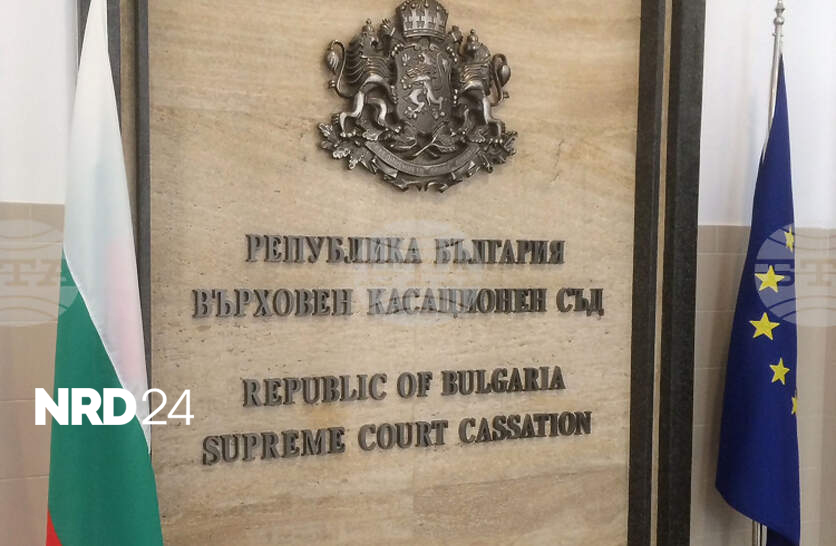 РЕПУБЛИКА БЪЛГАРИЯ
ВЪРХОВЕН КАСАЦИОНЕН СЪД
REPUBLIC OF BULGARIA
SUPREME COURT CASSATION
NRD24